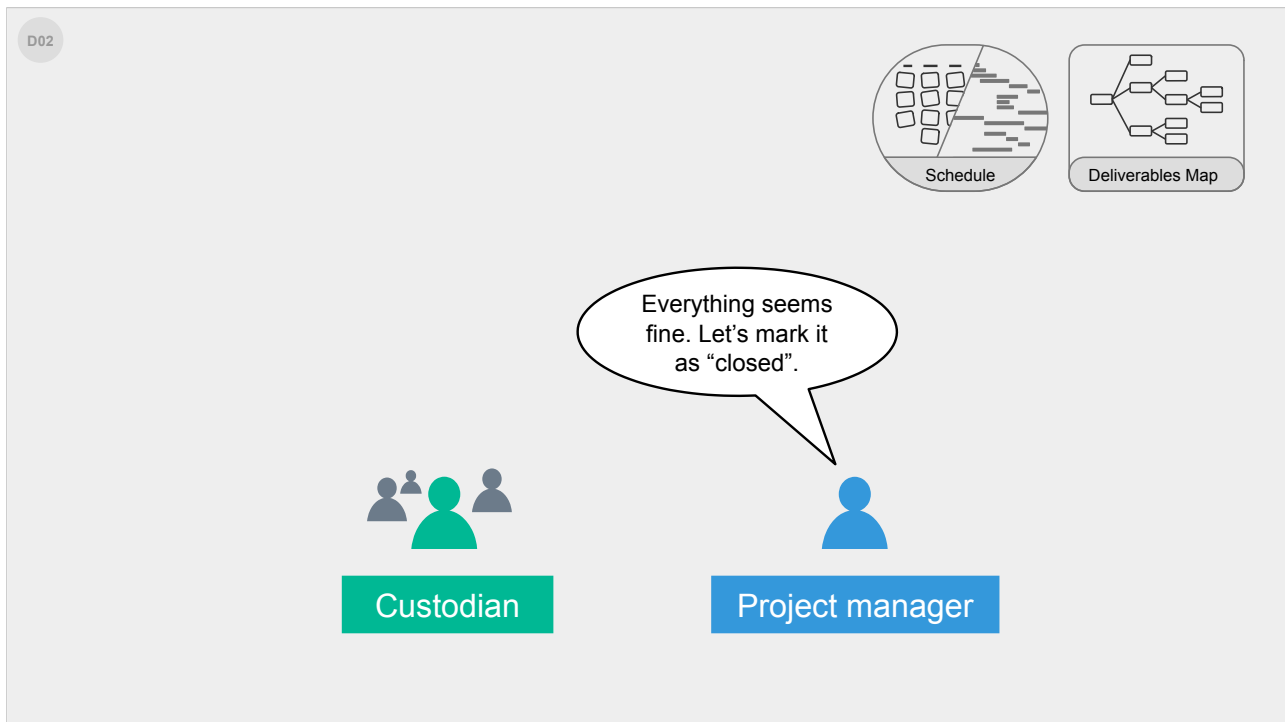 D02
Schedule
Deliverables Map
Everything seems
fine. Let’s mark it
as “closed”.
Custodian
Project manager